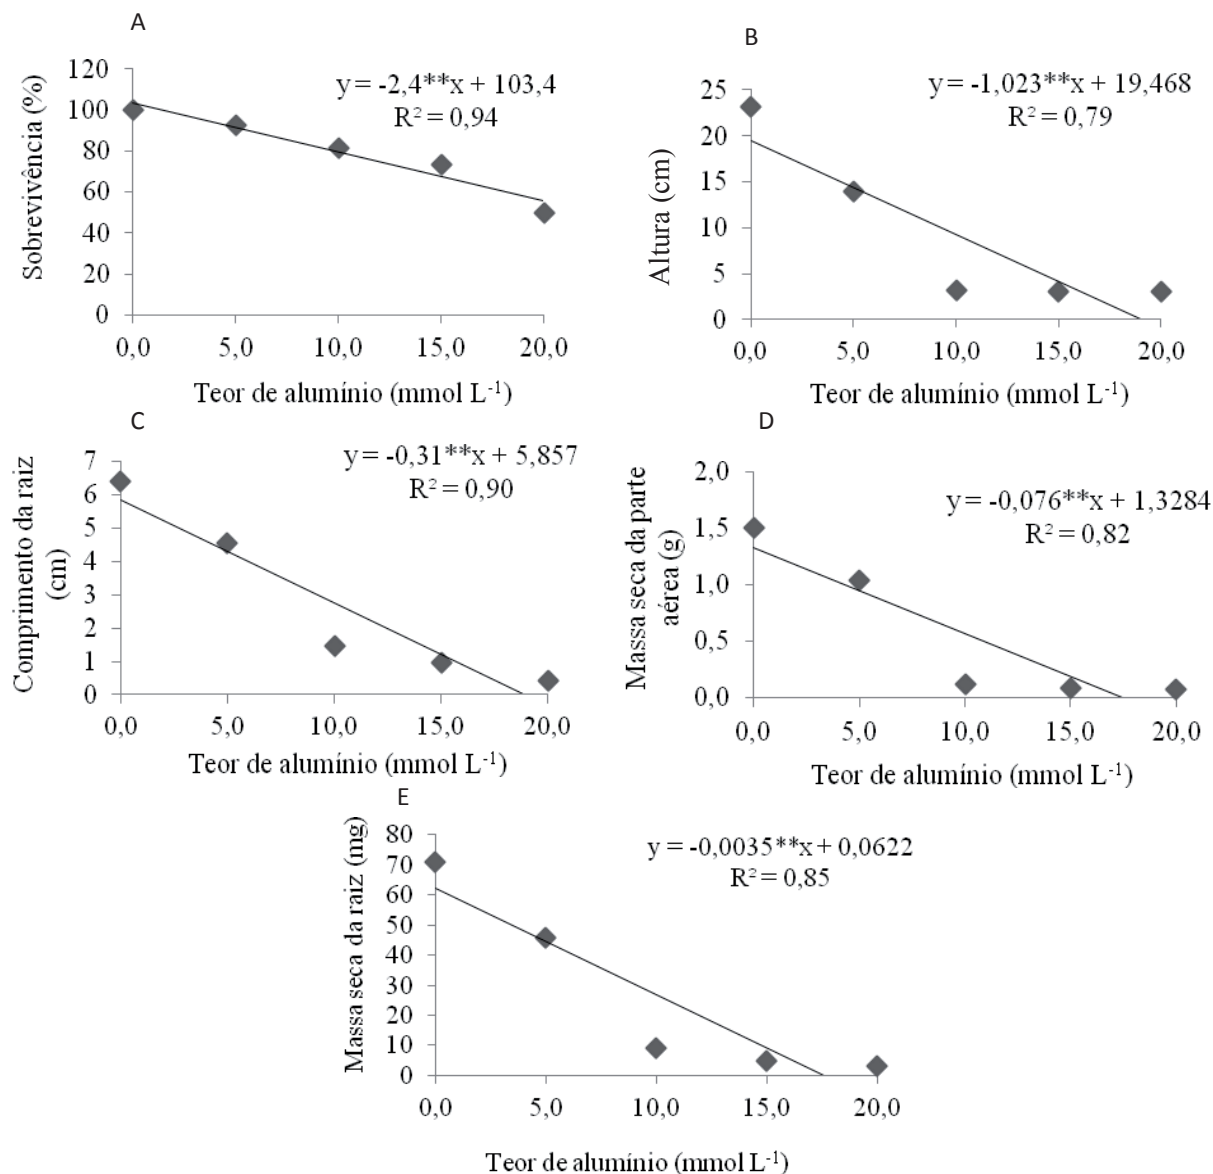 A
Sobrevivência (%)
y = -2,4**x + 103,4
R² = 0,94
120
100
80
60
40
20
0
0,0 5,0 10,0 15,0 20,0
Teor de alumínio (mmol L⁻¹)
B
Altura (cm)
y = -1,023**x + 19,468
R² = 0,79
25
20
15
10
5
0
0,0 5,0 10,0 15,0 20,0
Teor de alumínio (mmol L⁻¹)
C
Comprimento da raiz
(cm)
y = -0,31**x + 5,857
R² = 0,90
7
6
5
4
3
2
1
0
0,0 5,0 10,0 15,0 20,0
Teor de alumínio (mmol L⁻¹)
D
Massa seca da parte
aérea (g)
y = -0,076**x + 1,3284
R² = 0,82
2,0
1,5
1,0
0,5
0,0
0,0 5,0 10,0 15,0 20,0
Teor de alumínio (mmol L⁻¹)
E
Massa seca da raiz (mg)
y = -0,0035**x + 0,0622
R² = 0,85
80
70
60
50
40
30
20
10
0
0,0 5,0 10,0 15,0 20,0
Teor de alumínio (mmol L⁻¹)